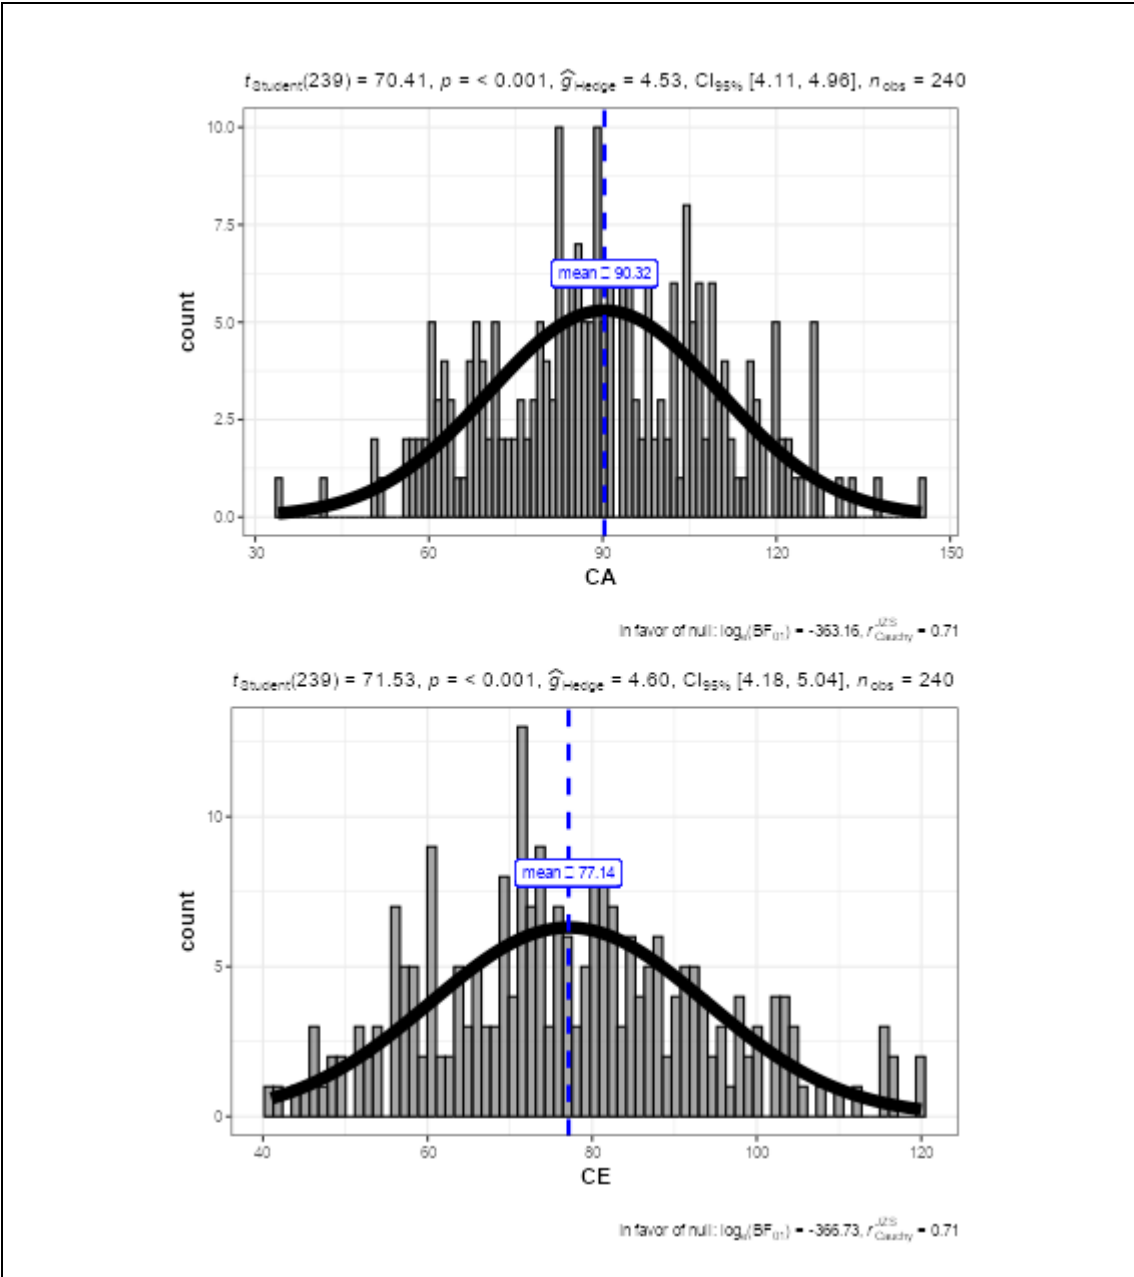 tStudent(239) = 70.41, p = < 0.001, ĝHedge = 4.53, CI95% [4.11, 4.96], nobs = 240
10.0
7.5
mean □ 90.32
5.0
count
2.5
0.0
30 60 90 120 150
CA
In favor of null: loge(BF01) = -363.16, rJZSCauchy = 0.71
tStudent(239) = 71.53, p = < 0.001, ĝHedge = 4.60, CI95% [4.18, 5.04], nobs = 240
10
mean □ 77.14
count
5
0
40 60 80 100 120
CE
In favor of null: loge(BF01) = -366.73, rJZSCauchy = 0.71